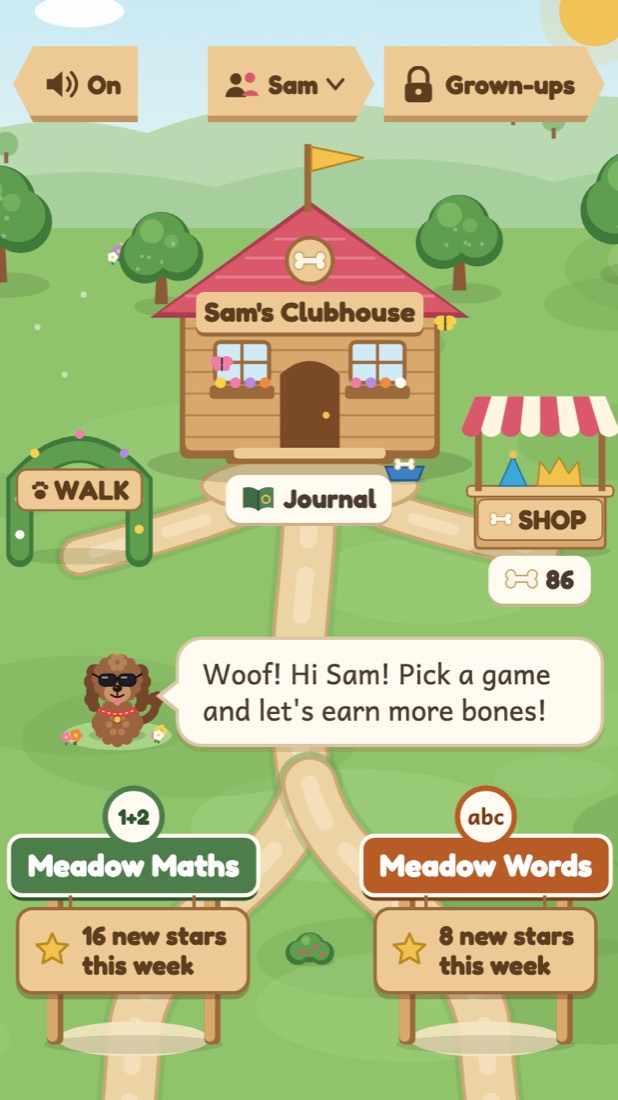 On
Sam
Grown-ups
Sam's Clubhouse
WALK
Journal
SHOP
86
Woof! Hi Sam! Pick a game
and let's earn more bones!
1+2
Meadow Maths
16 new stars
this week
abc
Meadow Words
8 new stars
this week